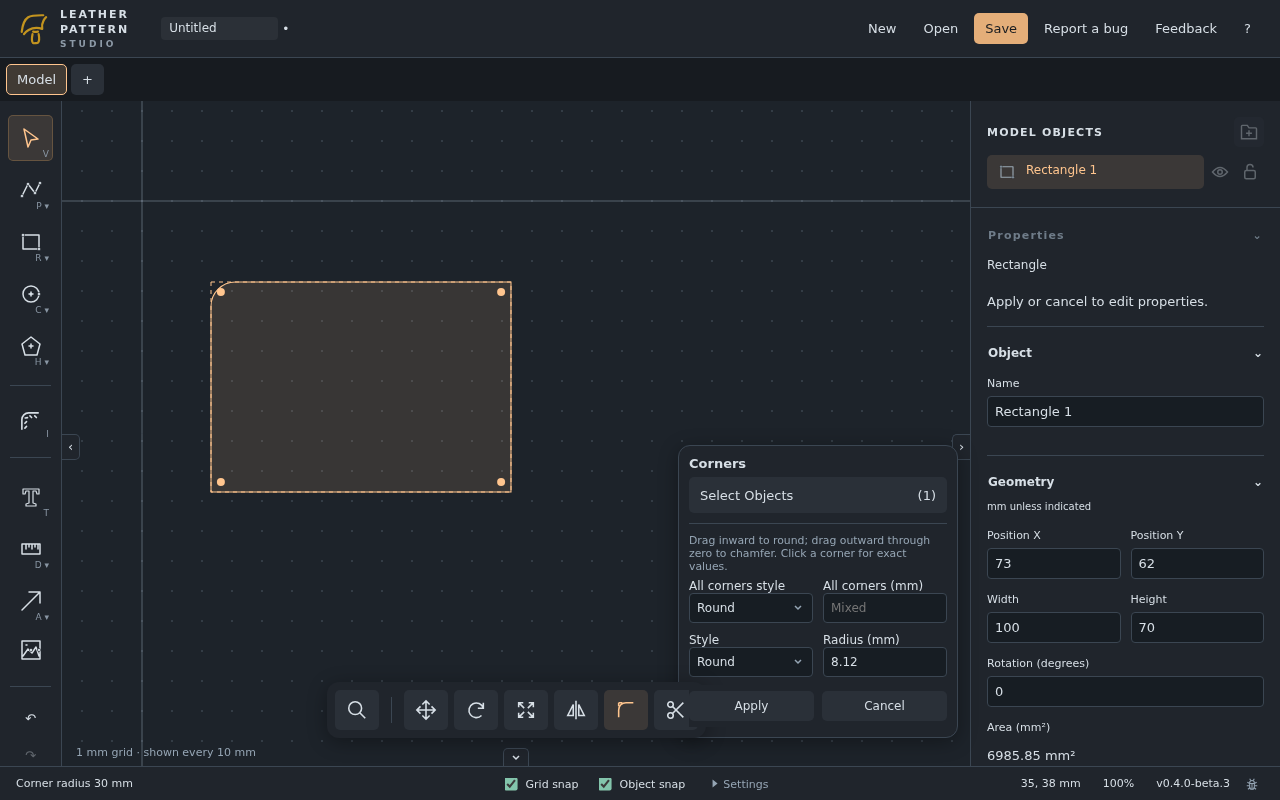 LEATHER
PATTERN
STUDIO
Untitled •
New
Open
Save
Report a bug
Feedback
?
Model
+
V
P ▾
R ▾
C ▾
H ▾
I
T
D ▾
A ▾
MODEL OBJECTS
Rectangle 1
Properties
Rectangle
Apply or cancel to edit properties.
Object
Name
Rectangle 1
Geometry
mm unless indicated
Position X
Position Y
73
62
Width
Height
100
70
Rotation (degrees)
0
Area (mm²)
6985.85 mm²
Corners
Select Objects (1)
Drag inward to round; drag outward through
zero to chamfer. Click a corner for exact
values.
All corners style
All corners (mm)
Round
Mixed
Style
Radius (mm)
Round
8.12
Apply
Cancel
1 mm grid · shown every 10 mm
Corner radius 30 mm
Grid snap
Object snap
Settings
35, 38 mm
100%
v0.4.0-beta.3